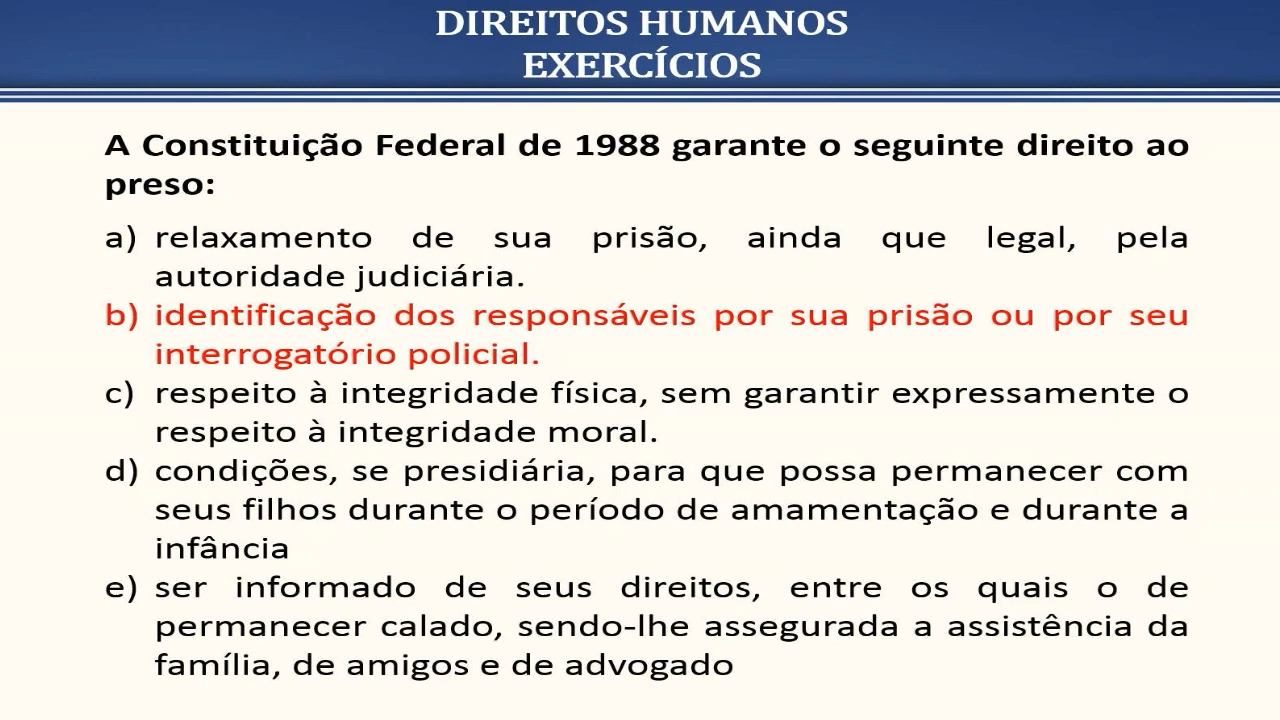 DIREITOS HUMANOS
EXERCÍCIOS
A Constituição Federal de 1988 garante o seguinte direito ao
preso:
a) relaxamento de sua prisão, ainda que legal, pela
autoridade judiciária.
b) identificação dos responsáveis por sua prisão ou por seu
interrogatório policial.
c) respeito à integridade física, sem garantir expressamente o
respeito à integridade moral.
d) condições, se presidiária, para que possa permanecer com
seus filhos durante o período de amamentação e durante a
infância
e) ser informado de seus direitos, entre os quais o de
permanecer calado, sendo-lhe assegurada a assistência da
família, de amigos e de advogado